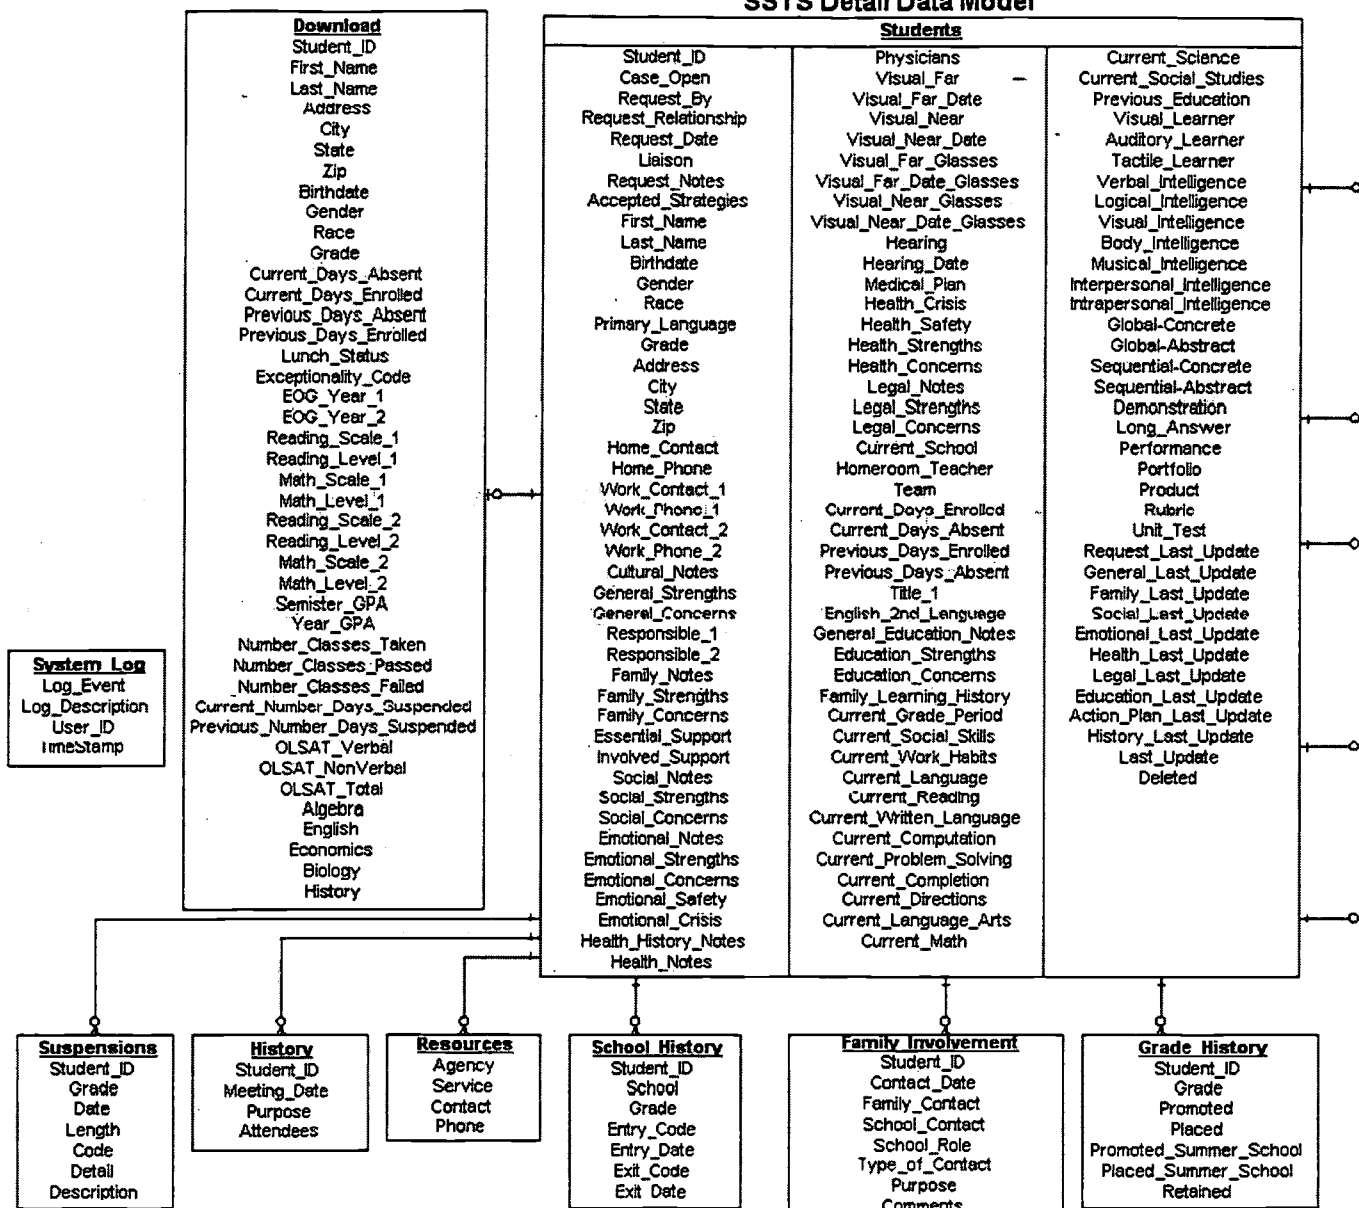 SSTS Detail Data Model
Download
Student_ID
First_Name
Last_Name
Address
City
State
Zip
Birthdate
Gender
Race
Grade
Current_Days_Absent
Current_Days_Enrolled
Previous_Days_Absent
Previous_Days_Enrolled
Lunch_Status
Exceptionality_Code
EOG_Year_1
EOG_Year_2
Reading_Scale_1
Reading_Level_1
Math_Scale_1
Math_Level_1
Reading_Scale_2
Reading_Level_2
Math_Scale_2
Math_Level_2
Semister_GPA
Year_GPA
Number_Classes_Taken
Number_Classes_Passed
Number_Classes_Failed
Current_Number_Days_Suspended
Previous_Number_Days_Suspended
OLSAT_Verbal
OLSAT_NonVerbal
OLSAT_Total
Algebra
English
Economics
Biology
History
Students
Student_ID
Case_Open
Request_By
Request_Relationship
Request_Date
Liaison
Request_Notes
Accepted_Strategies
First_Name
Last_Name
Birthdate
Gender
Race
Primary_Language
Grade
Address
City
State
Zip
Home_Contact
Home_Phone
Work_Contact_1
Work_Phone_1
Work_Contact_2
Work_Phone_2
Cultural_Notes
General_Strengths
General_Concerns
Responsible_1
Responsible_2
Family_Notes
Family_Strengths
Family_Concerns
Essential_Support
Involved_Support
Social_Notes
Social_Strengths
Social_Concerns
Emotional_Notes
Emotional_Strengths
Emotional_Concerns
Emotional_Safety
Emotional_Crisis
Health_History_Notes
Health_Notes
Physicians
Visual_Far
Visual_Far_Date
Visual_Near
Visual_Near_Date
Visual_Far_Glasses
Visual_Far_Date_Glasses
Visual_Near_Glasses
Visual_Near_Date_Glasses
Hearing
Hearing_Date
Medical_Plan
Health_Crisis
Health_Safety
Health_Strengths
Health_Concerns
Legal_Notes
Legal_Strengths
Legal_Concerns
Current_School
Homeroom_Teacher
Team
Current_Days_Enrolled
Current_Days_Absent
Previous_Days_Enrolled
Previous_Days_Absent
Title_1
English_2nd_Language
General_Education_Notes
Education_Strengths
Education_Concerns
Family_Learning_History
Current_Grade_Period
Current_Social_Skills
Current_Work_Habits
Current_Language
Current_Reading
Current_Written_Language
Current_Computation
Current_Problem_Solving
Current_Completion
Current_Directions
Current_Language_Arts
Current_Math
Current_Science
Current_Social_Studies
Previous_Education
Visual_Learner
Auditory_Learner
Tactile_Learner
Verbal_Intelligence
Logical_Intelligence
Visual_Intelligence
Body_Intelligence
Musical_Intelligence
Interpersonal_Intelligence
Intrapersonal_Intelligence
Global-Concrete
Global-Abstract
Sequential-Concrete
Sequential-Abstract
Demonstration
Long_Answer
Performance
Portfolio
Product
Rubric
Unit_Test
Request_Last_Update
General_Last_Update
Family_Last_Update
Social_Last_Update
Emotional_Last_Update
Health_Last_Update
Legal_Last_Update
Education_Last_Update
Action_Plan_Last_Update
History_Last_Update
Last_Update
Deleted
System_Log
Log_Event
Log_Description
User_ID
TimeStamp
Suspensions
Student_ID
Grade
Date
Length
Code
Detail
Description
History
Student_ID
Meeting_Date
Purpose
Attendees
Resources
Agency
Service
Contact
Phone
School_History
Student_ID
School
Grade
Entry_Code
Entry_Date
Exit_Code
Exit_Date
Family_Involvement
Student_ID
Contact_Date
Family_Contact
School_Contact
School_Role
Type_of_Contact
Purpose
Comments
Grade_History
Student_ID
Grade
Promoted
Placed
Promoted_Summer_School
Placed_Summer_School
Retained